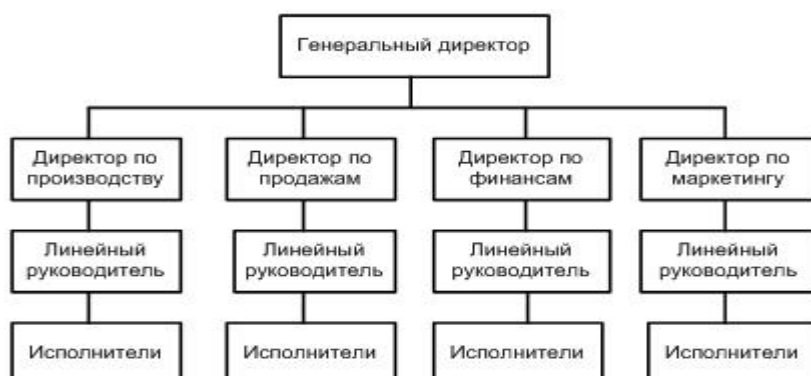 Генеральный директор
Директор по
производству
Директор по
продажам
Директор по
финансам
Директор по
маркетингу
Линейный
руководитель
Линейный
руководитель
Линейный
руководитель
Линейный
руководитель
Исполнители
Исполнители
Исполнители
Исполнители